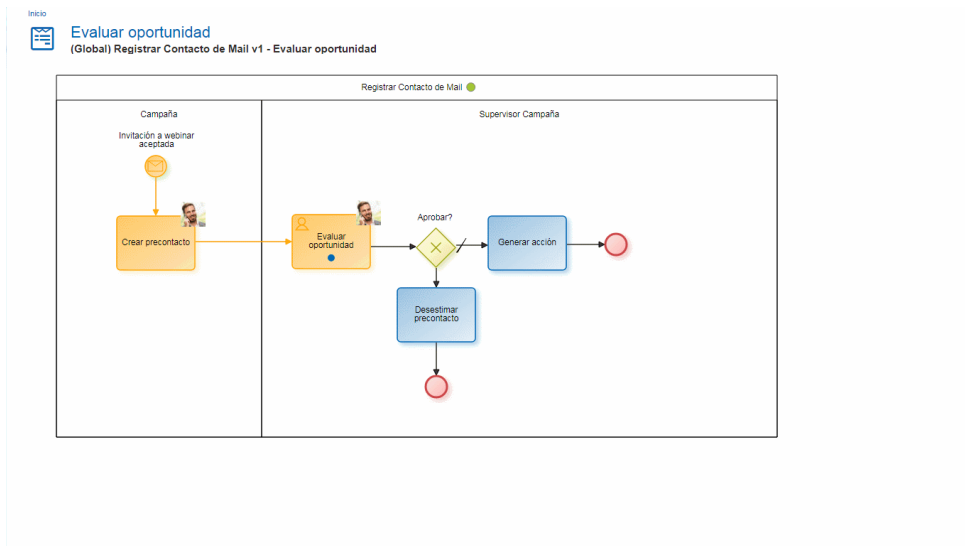 Inicio
Evaluar oportunidad
(Global) Registrar Contacto de Mail v1 - Evaluar oportunidad
Registrar Contacto de Mail
Campaña
Supervisor Campaña
Invitación a webinar
aceptada
Crear precontacto
Evaluar
oportunidad
Aprobar?
Generar acción
Desestimar
precontacto